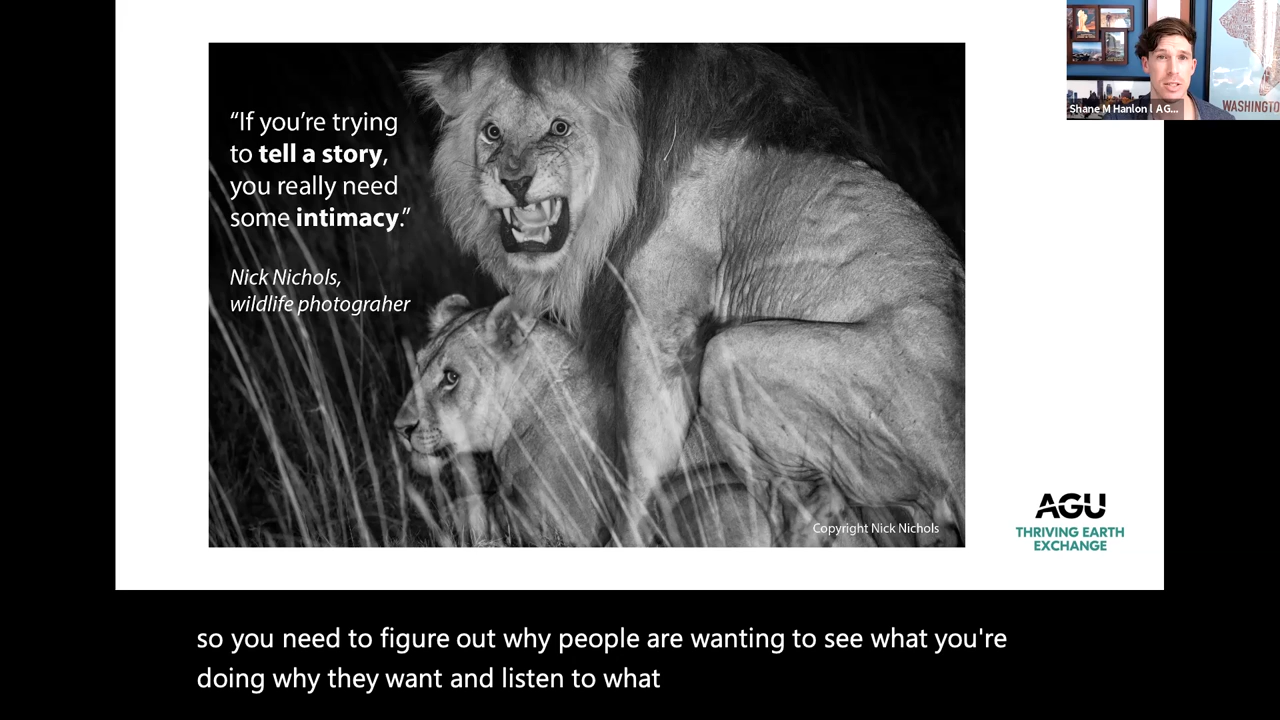 “If you’re trying
to tell a story,
you really need
some intimacy.”
Nick Nichols,
wildlife photograher
Copyright Nick Nichols
Shane M Hanlon | AG...
WASHINGTO
AGU
THRIVING EARTH
EXCHANGE
so you need to figure out why people are wanting to see what you're
doing why they want and listen to what